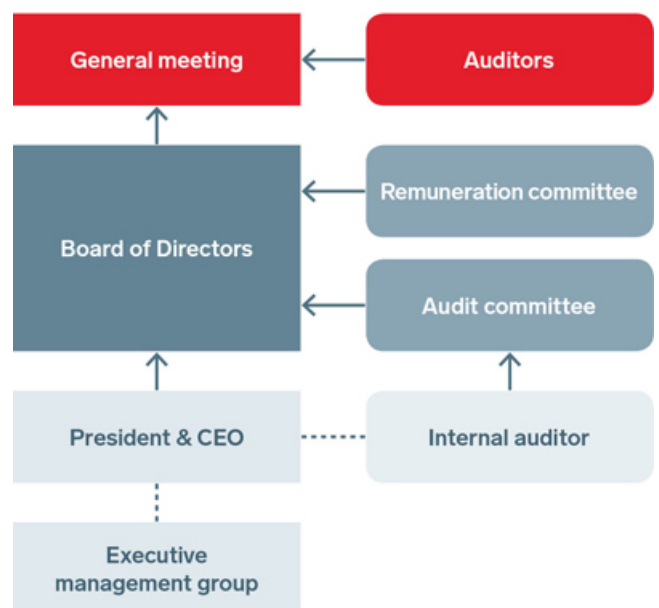 General meeting
Auditors
Remuneration committee
Board of Directors
Audit committee
President & CEO
Internal auditor
Executive
management group